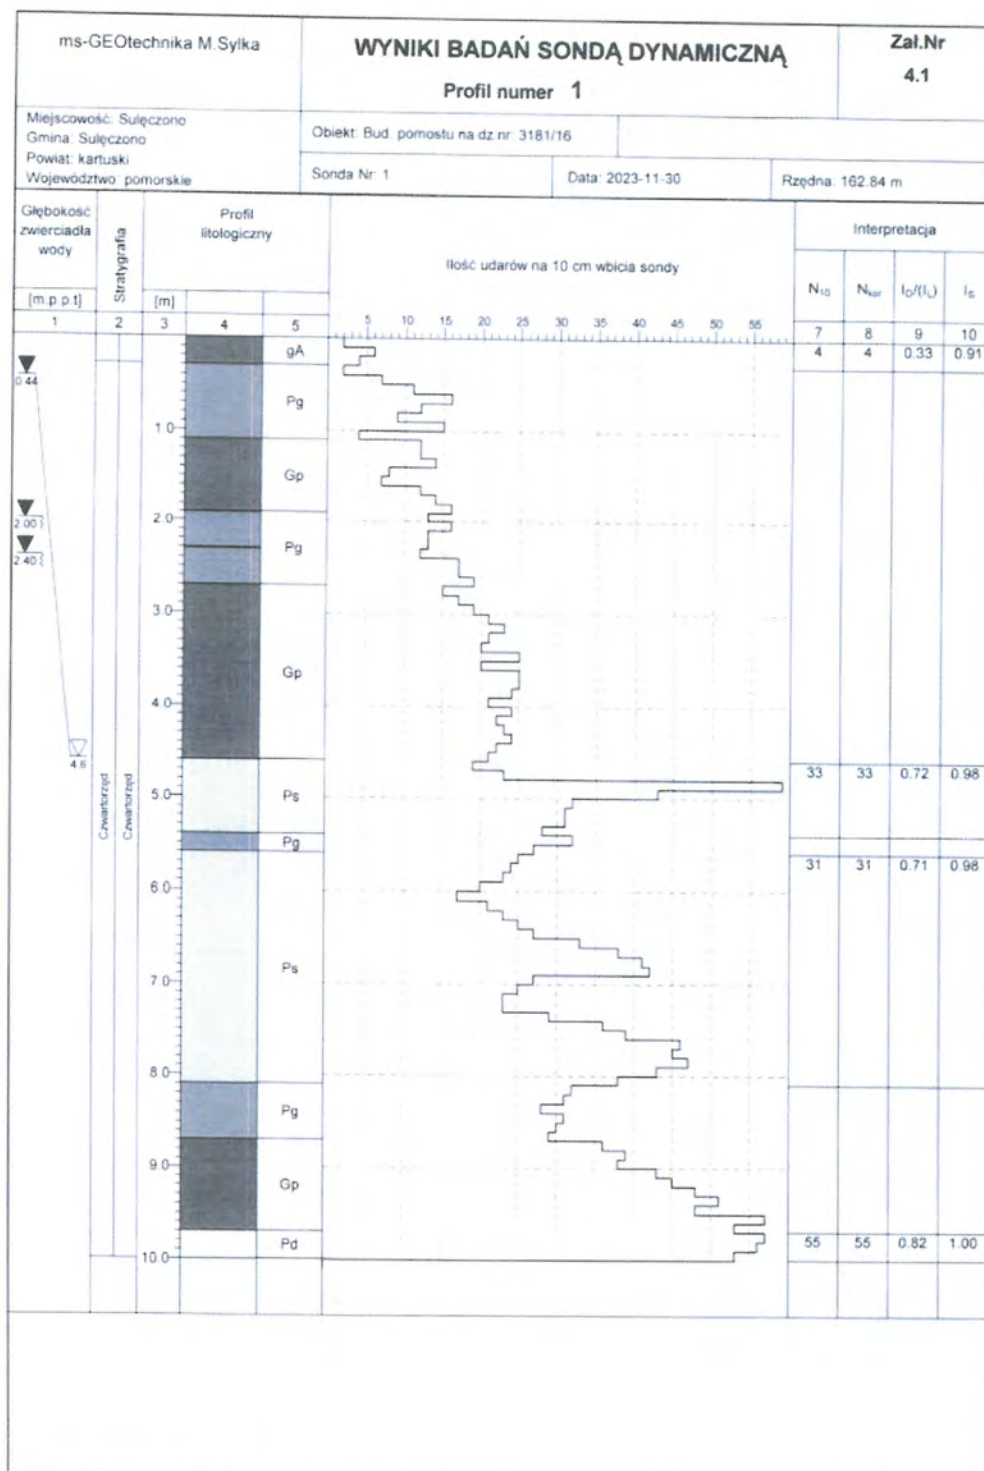 ms-GEOtechnika M.Sylka
WYNIKI BADAŃ SONDĄ DYNAMICZNĄ
Profil numer 1
Zał.Nr
4.1
Miejscowość: Sulęczono
Gmina: Sulęczono
Powiat: kartuski
Województwo: pomorskie
Obiekt: Bud. pomostu na dz.nr: 3181/16
Sonda Nr: 1
Data: 2023-11-30
Rzędna: 162.84 m
Głębokość
zwierciadła
wody
[m.p.p.t]
Stratygrafia
Profil
litologiczny
[m]
Ilość udarów na 10 cm wbicia sondy
Interpretacja
N10 Nkor ID/(IL) IS
1 2 3 4 5
5 10 15 20 25 30 35 40 45 50 55
7 8 9 10
gA
4 4 0.33 0.91
0.44
Pg
1.0
Gp
2.00
2.0
2.40
Pg
3.0
Gp
4.0
4.6
33 33 0.72 0.98
Czwartorzęd
Czwartorzęd
5.0
Ps
Pg
31 31 0.71 0.98
6.0
Ps
7.0
8.0
Pg
9.0
Gp
Pd
55 55 0.82 1.00
10.0